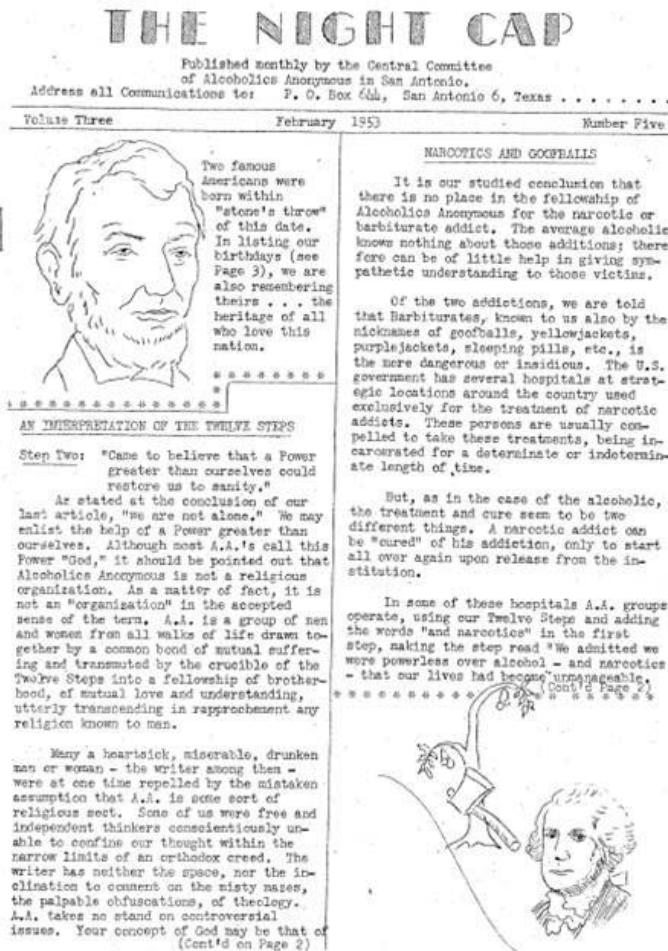 THE NIGHT CAP
Published monthly by the Central Committee
of Alcoholics Anonymous in San Antonio.
Address all Communications to: P. O. Box 644, San Antonio 6, Texas . . . . . . . .
Volume Three February 1953 Number Five
Two famous
Americans were
born within
"stone's throw"
of this date.
In listing our
birthdays (see
Page 3), we are
also remembering
theirs . . . the
heritage of all
who love this
nation.
AN INTERPRETATION OF THE TWELVE STEPS
Step Two: "Came to believe that a Power
greater than ourselves could
restore us to sanity."
As stated at the conclusion of our
last article, "we are not alone." We may
enlist the help of a Power greater than
ourselves. Although most A.A.'s call this
Power "God," it should be pointed out that
Alcoholics Anonymous is not a religious
organization. As a matter of fact, it is
not an "organization" in the accepted
sense of the term. A.A. is a group of men
and women from all walks of life drawn to-
gether by a common bond of mutual suffer-
ing and transmuted by the crucible of the
Twelve Steps into a fellowship of brother-
hood, of mutual love and understanding,
utterly transcending in rapprochement any
religion known to man.
Many a heartsick, miserable, drunken
man or woman - the writer among them -
were at one time repelled by the mistaken
assumption that A.A. is some sort of
religious sect. Some of us were free and
independent thinkers conscientiously un-
able to confine our thought within the
narrow limits of an orthodox creed. The
writer has neither the space, nor the in-
clination to comment on the misty mazes,
the palpable obfuscations, of theology.
A.A. takes no stand on controversial
issues. Your concept of God may be that of
(Cont'd on Page 2)
NARCOTICS AND GOOFBALLS
It is our studied conclusion that
there is no place in the fellowship of
Alcoholics Anonymous for the narcotic or
barbiturate addict. The average alcoholic
knows nothing about those additions; there
fore can be of little help in giving sym-
pathetic understanding to those victims.
Of the two addictions, we are told
that Barbiturates, known to us also by the
nicknames of goofballs, yellowjackets,
purplejackets, sleeping pills, etc., is
the more dangerous or insidious. The U.S.
government has several hospitals at strat-
egic locations around the country used
exclusively for the treatment of narcotic
addicts. These persons are usually com-
pelled to take these treatments, being in-
carcerated for a determinate or indetermin-
ate length of time.
But, as in the case of the alcoholic,
the treatment and cure seem to be two
different things. A narcotic addict can
be "cured" of his addiction, only to start
all over again upon release from the in-
stitution.
In some of these hospitals A.A. groups
operate, using our Twelve Steps and adding
the words "and narcotics" in the first
step, making the step read "We admitted we
were powerless over alcohol - and narcotics
- that our lives had become unmanageable.
(Cont'd Page 2)